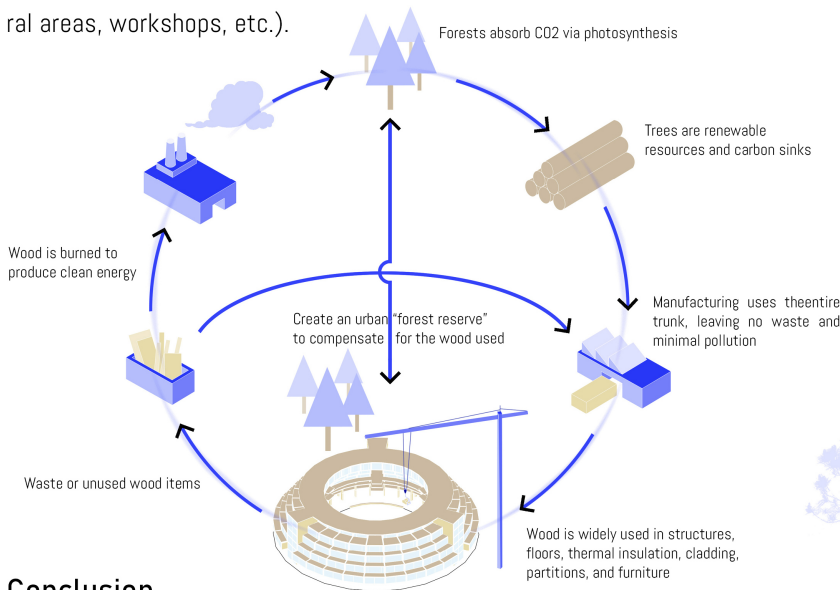 ral areas, workshops, etc.).
Forests absorb CO2 via photosynthesis
Trees are renewable
resources and carbon sinks
Wood is burned to
produce clean energy
Manufacturing uses theentire
trunk, leaving no waste and
minimal pollution
Create an urban “forest reserve”
to compensate for the wood used
Waste or unused wood items
Wood is widely used in structures,
floors, thermal insulation, cladding,
partitions, and furniture
Conclusion